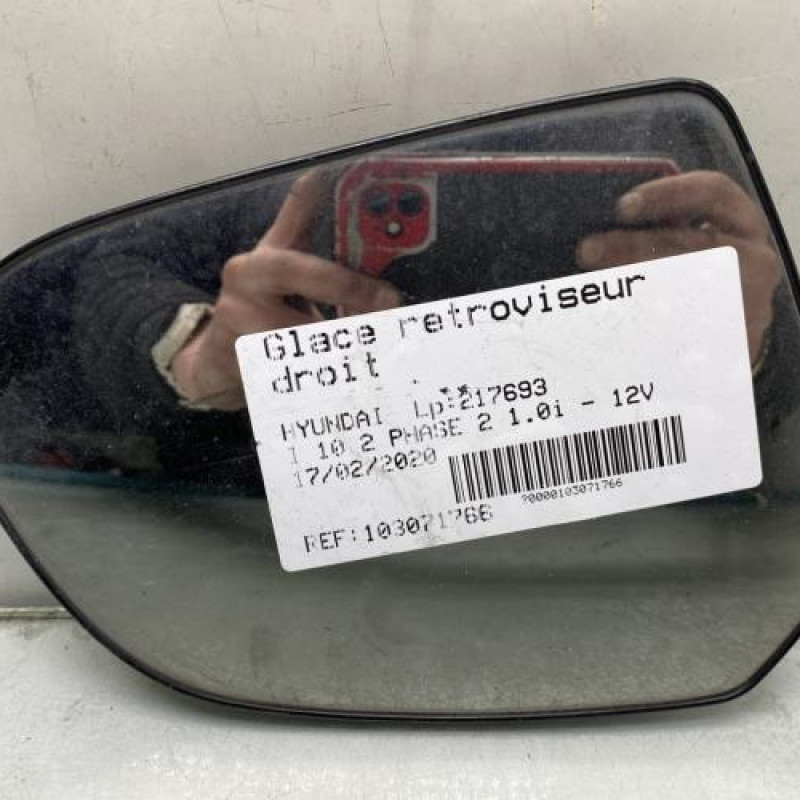 Glace retroviseur
droit . **
HYUNDAI Lp:217693
I 10 2 PHASE 2 1.0i - 12V
17/02/2020
?0000103071766
REF:103071766